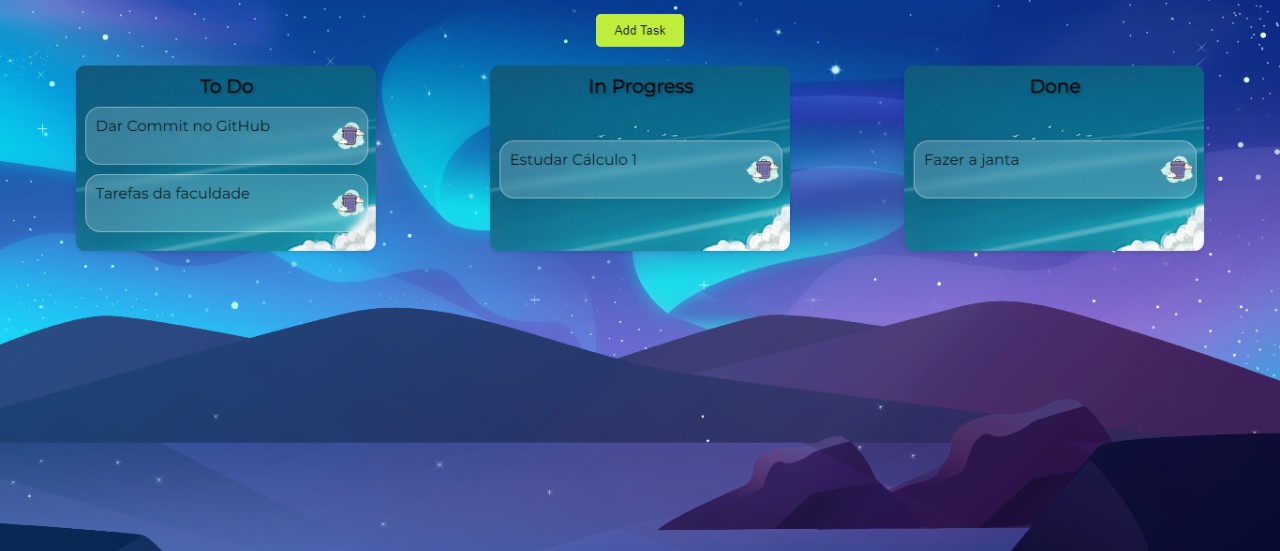 Add Task
To Do
Dar Commit no GitHub
Tarefas da faculdade
In Progress
Estudar Cálculo 1
Done
Fazer a janta